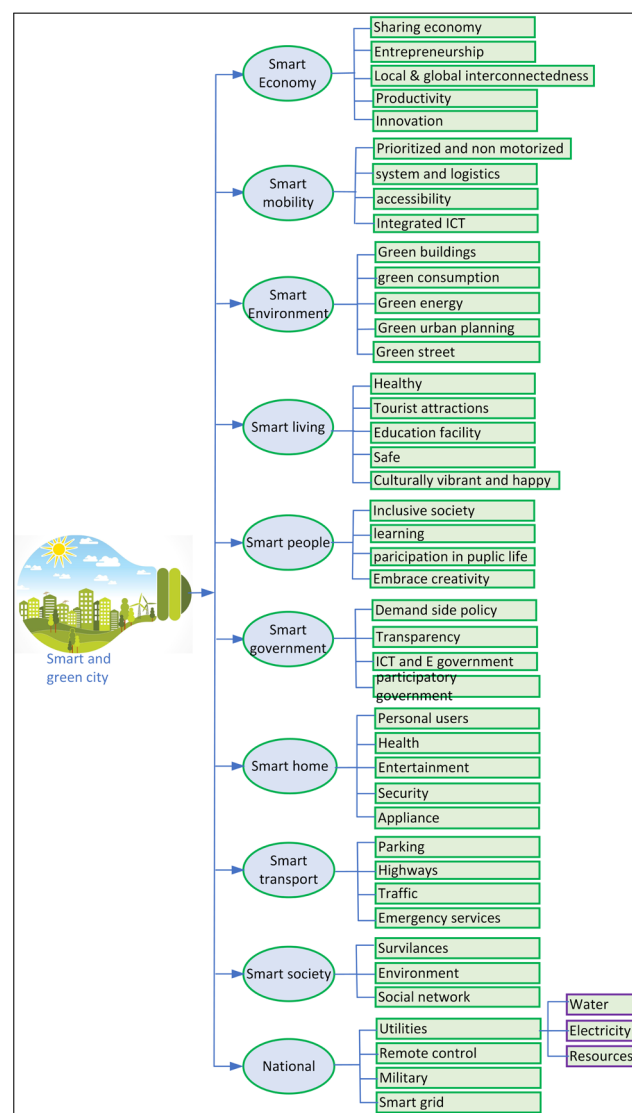 Smart and
green city
Smart
Economy
Sharing economy
Entrepreneurship
Local & global interconnectedness
Productivity
Innovation
Smart
mobility
Prioritized and non motorized
system and logistics
accessibility
Integrated ICT
Smart
Environment
Green buildings
green consumption
Green energy
Green urban planning
Green street
Smart living
Healthy
Tourist attractions
Education facility
Safe
Culturally vibrant and happy
Smart people
Inclusive society
learning
paricipation in puplic life
Embrace creativity
Smart
government
Demand side policy
Transparency
ICT and E government
participatory
government
Smart home
Personal users
Health
Entertainment
Security
Appliance
Smart
transport
Parking
Highways
Traffic
Emergency services
Smart society
Survilances
Environment
Social network
National
Utilities
Remote control
Military
Smart grid
Water
Electricity
Resources